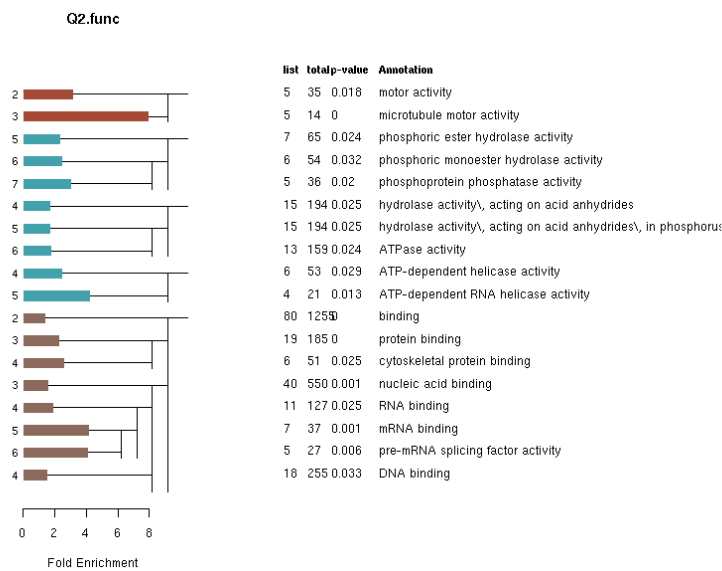 Q2.func
list total p-value Annotation
2 5 35 0.018 motor activity
3 5 14 0 microtubule motor activity
5 7 65 0.024 phosphoric ester hydrolase activity
6 6 54 0.032 phosphoric monoester hydrolase activity
7 5 36 0.02 phosphoprotein phosphatase activity
4 15 194 0.025 hydrolase activity\, acting on acid anhydrides
5 15 194 0.025 hydrolase activity\, acting on acid anhydrides\, in phosphorus
6 13 159 0.024 ATPase activity
4 6 53 0.029 ATP-dependent helicase activity
5 4 21 0.013 ATP-dependent RNA helicase activity
2 80 1255 0 binding
3 19 185 0 protein binding
4 6 51 0.025 cytoskeletal protein binding
3 40 550 0.001 nucleic acid binding
4 11 127 0.025 RNA binding
5 7 37 0.001 mRNA binding
6 5 27 0.006 pre-mRNA splicing factor activity
4 18 255 0.033 DNA binding
0 2 4 6 8
Fold Enrichment